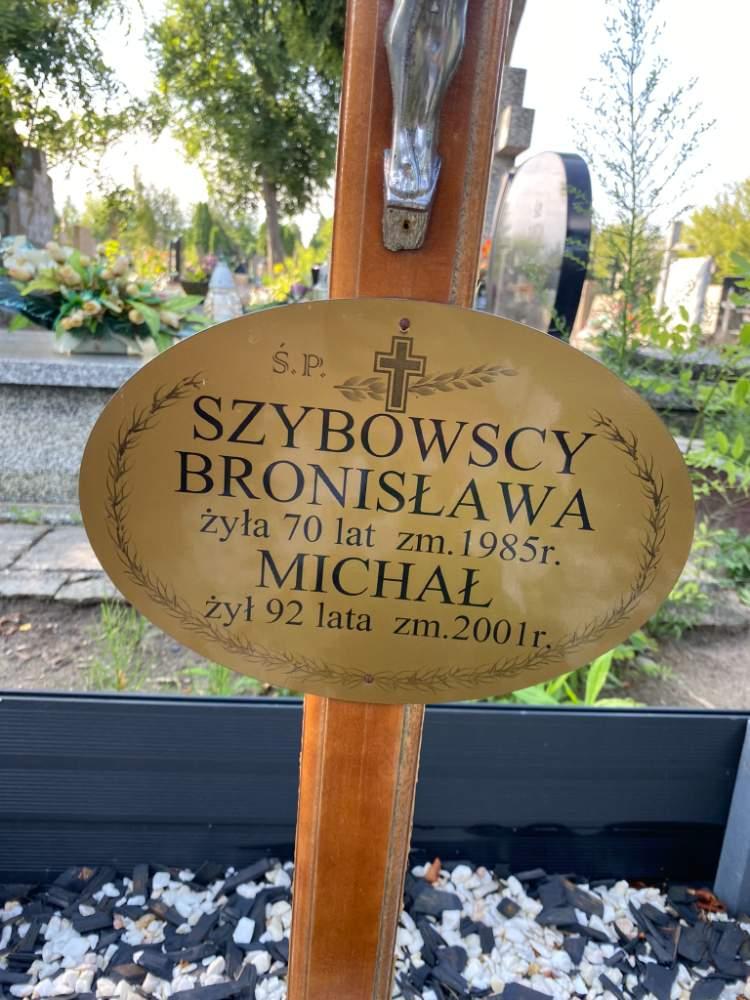 Ś.P.
SZYBOWSCY
BRONISŁAWA
żyła 70 lat zm.1985r.
MICHAŁ
żył 92 lata zm.2001r.